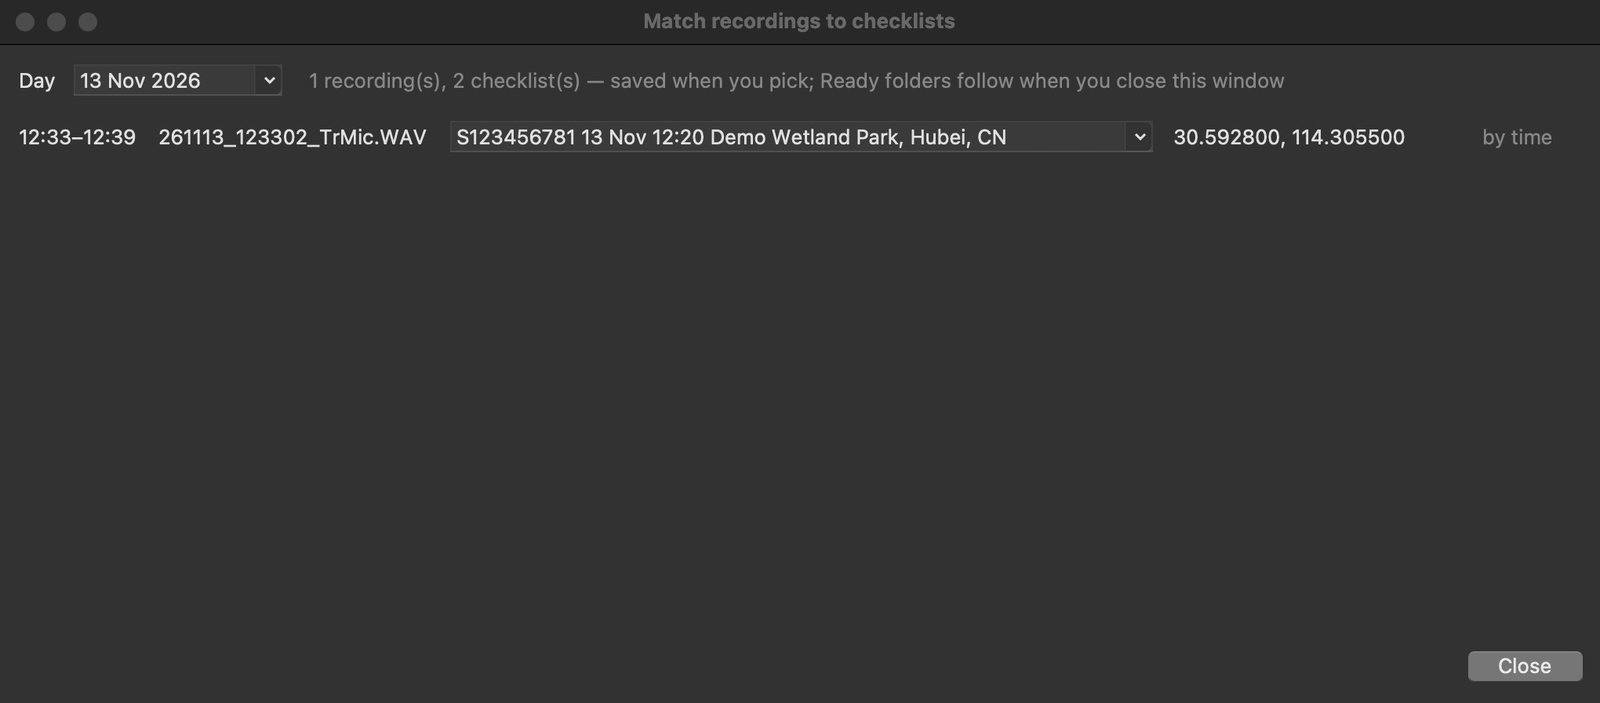 Match recordings to checklists
Day 13 Nov 2026 1 recording(s), 2 checklist(s) — saved when you pick; Ready folders follow when you close this window
12:33–12:39 261113_123302_TrMic.WAV S123456781 13 Nov 12:20 Demo Wetland Park, Hubei, CN 30.592800, 114.305500 by time
Close